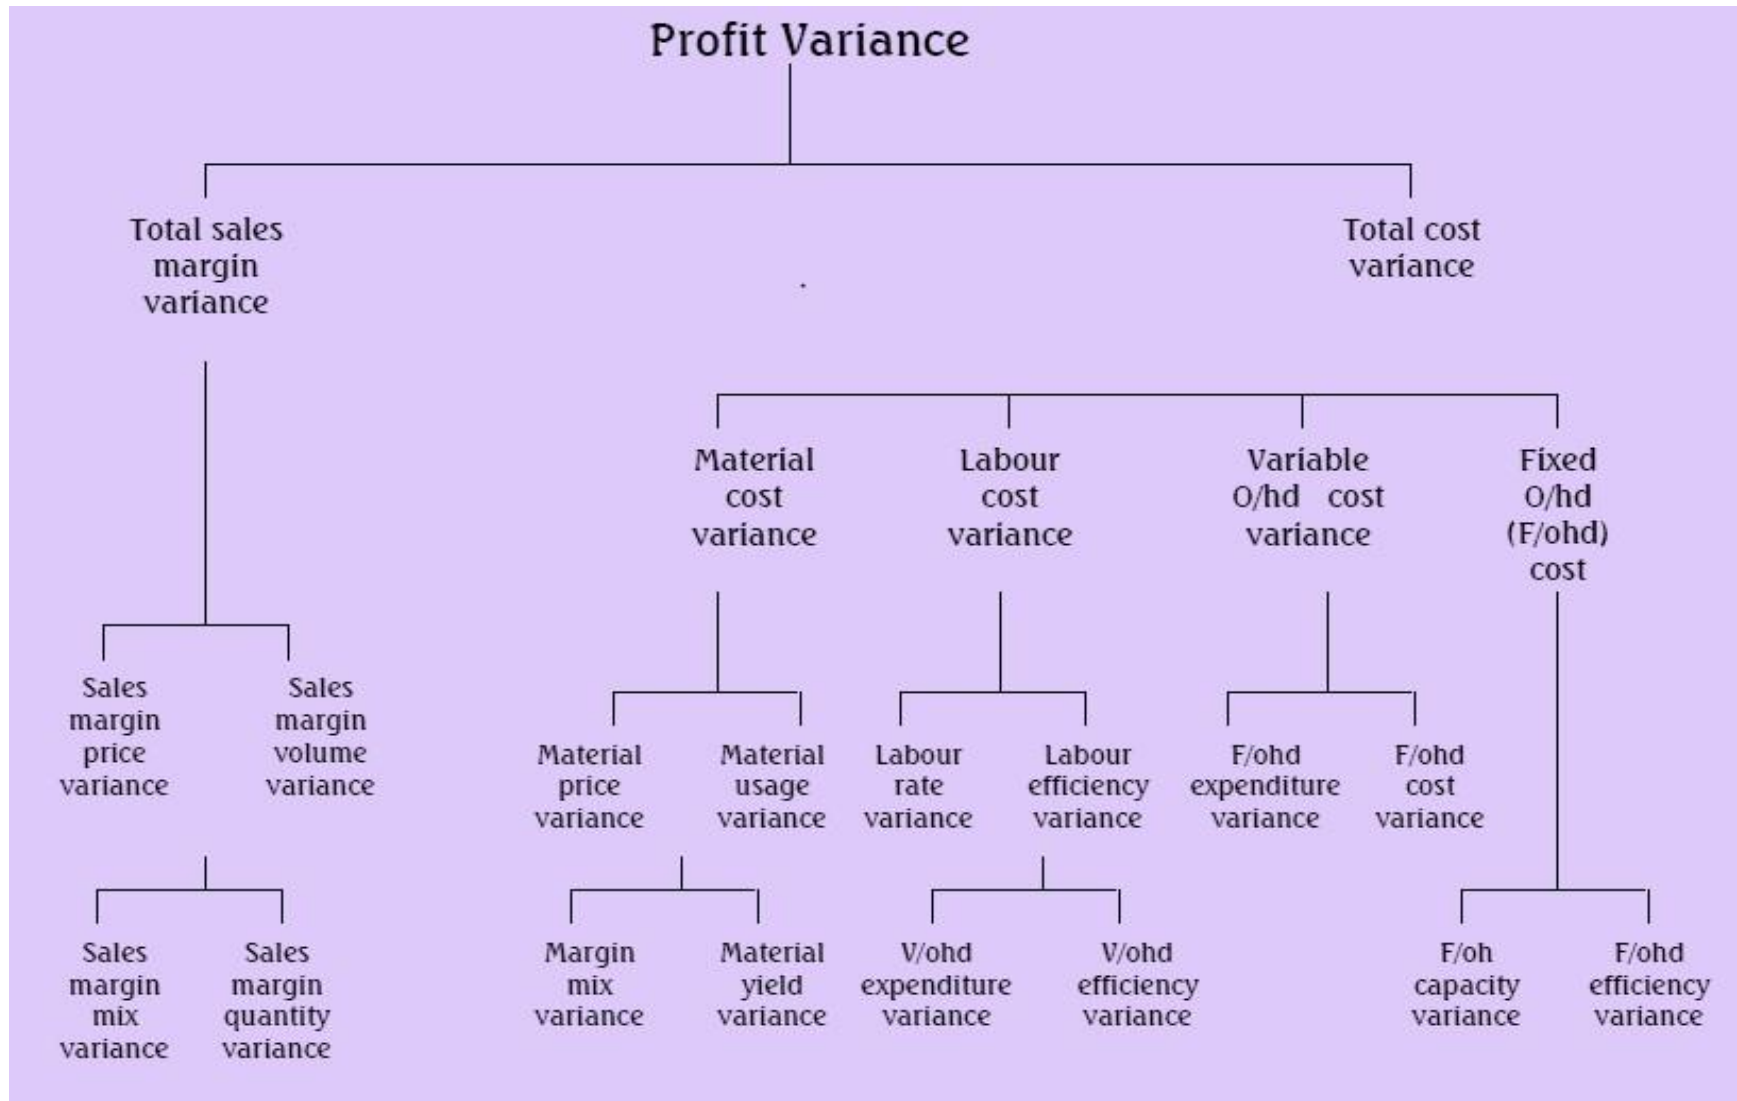 Profit Variance
Total sales
margin
variance
Total cost
variance
Material
cost
variance
Labour
cost
variance
Variable
O/hd cost
variance
Fixed
O/hd
(F/ohd)
cost
Sales
margin
price
variance
Sales
margin
volume
variance
Material
price
variance
Material
usage
variance
Labour
rate
variance
Labour
efficiency
variance
F/ohd
expenditure
variance
F/ohd
cost
variance
Sales
margin
mix
variance
Sales
margin
quantity
variance
Margin
mix
variance
Material
yield
variance
V/ohd
expenditure
variance
V/ohd
efficiency
variance
F/oh
capacity
variance
F/ohd
efficiency
variance